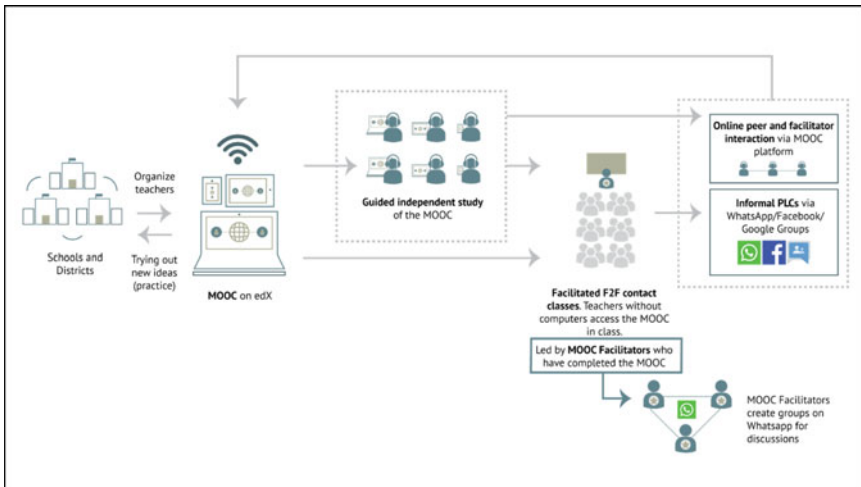 Organize
teachers
Schools and
Districts
Trying out
new ideas
(practice)
MOOC on edX
Guided independent study
of the MOOC
Facilitated F2F contact
classes. Teachers without
computers access the MOOC
in class.
Led by MOOC Facilitators who
have completed the MOOC
Online peer and facilitator
interaction via MOOC
platform
Informal PLCs via
WhatsApp/Facebook/
Google Groups
MOOC Facilitators
create groups on
Whatsapp for
discussions